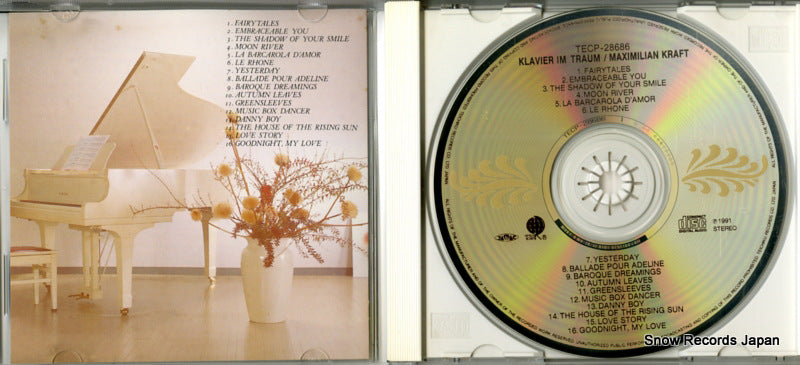 1. FAIRYTALES
2. EMBRACEABLE YOU
3. THE SHADOW OF YOUR SMILE
4. MOON RIVER
5. LA BARCAROLA D'AMOR
6. LE RHONE
7. YESTERDAY
8. BALLADE POUR ADELINE
9. BAROQUE DREAMINGS
10. AUTUMN LEAVES
11. GREENSLEEVES
12. MUSIC BOX DANCER
13. DANNY BOY
14. THE HOUSE OF THE RISING SUN
15. LOVE STORY
16. GOODNIGHT, MY LOVE
TECP-28686
KLAVIER IM TRAUM / MAXIMILIAN KRAFT
1. FAIRYTALES
2. EMBRACEABLE YOU
3. THE SHADOW OF YOUR SMILE
4. MOON RIVER
5. LA BARCAROLA D'AMOR
6. LE RHONE
℗1991
STEREO
7. YESTERDAY
8. BALLADE POUR ADELINE
9. BAROQUE DREAMINGS
10. AUTUMN LEAVES
11. GREENSLEEVES
12. MUSIC BOX DANCER
13. DANNY BOY
14. THE HOUSE OF THE RISING SUN
15. LOVE STORY
16. GOODNIGHT, MY LOVE
Snow Records Japan